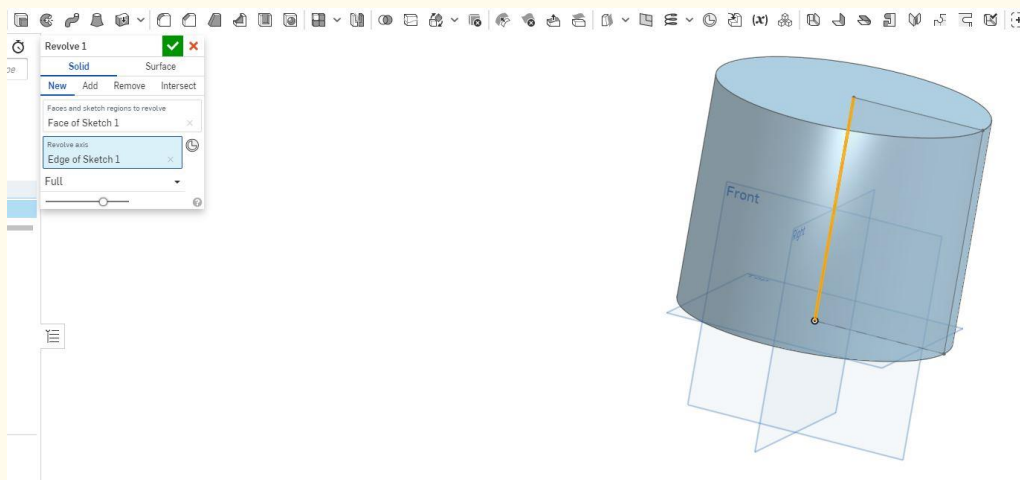 (x)
Revolve 1
Solid Surface
New Add Remove Intersect
Faces and sketch regions to revolve
Face of Sketch 1
Revolve axis
Edge of Sketch 1
Full
Front
Right